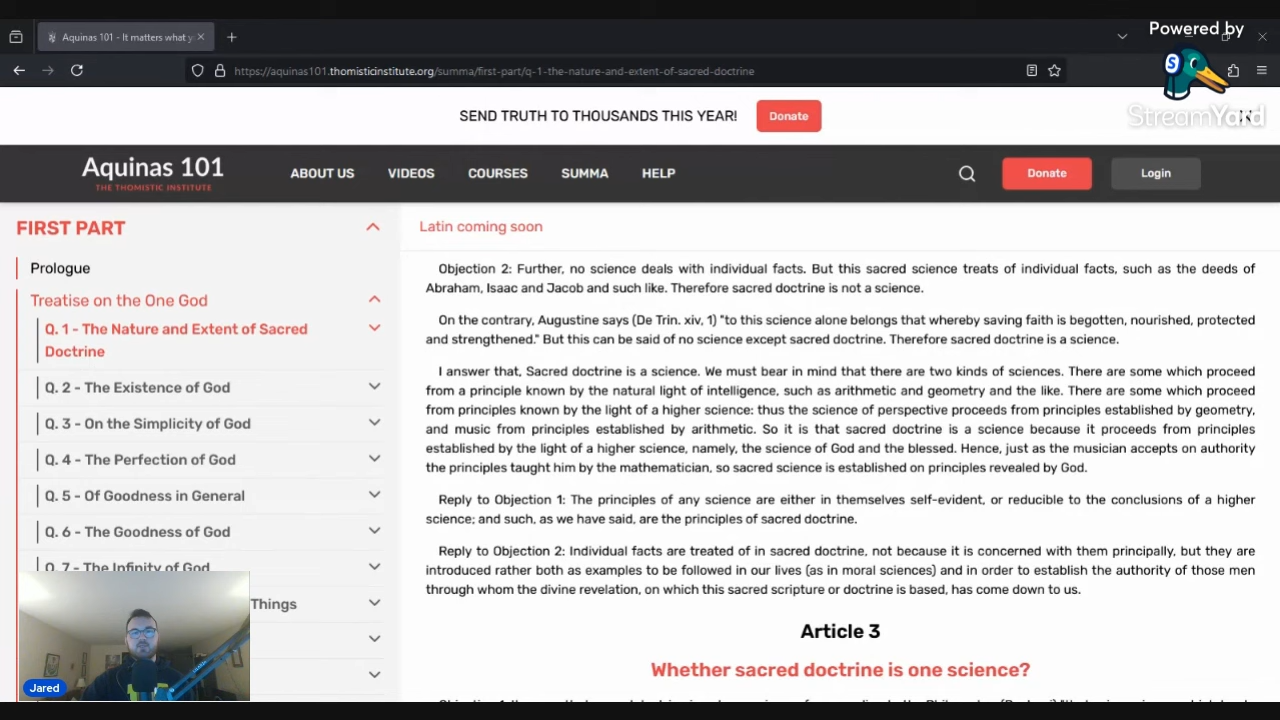 Aquinas 101 - It matters what y
Powered by
https://aquinas101.thomisticinstitute.org/summa/first-part/q-1-the-nature-and-extent-of-sacred-doctrine
S
StreamYard
SEND TRUTH TO THOUSANDS THIS YEAR!
Donate
Aquinas 101
THE THOMISTIC INSTITUTE
ABOUT US
VIDEOS
COURSES
SUMMA
HELP
Donate
Login
FIRST PART
Prologue
Treatise on the One God
Q. 1 - The Nature and Extent of Sacred
Doctrine
Q. 2 - The Existence of God
Q. 3 - On the Simplicity of God
Q. 4 - The Perfection of God
Q. 5 - Of Goodness in General
Q. 6 - The Goodness of God
Q. 7 - The Infinity of God
Things
Jared
Latin coming soon
Objection 2: Further, no science deals with individual facts. But this sacred science treats of individual facts, such as the deeds of
Abraham, Isaac and Jacob and such like. Therefore sacred doctrine is not a science.
On the contrary, Augustine says (De Trin. xiv, 1) "to this science alone belongs that whereby saving faith is begotten, nourished, protected
and strengthened." But this can be said of no science except sacred doctrine. Therefore sacred doctrine is a science.
I answer that, Sacred doctrine is a science. We must bear in mind that there are two kinds of sciences. There are some which proceed
from a principle known by the natural light of intelligence, such as arithmetic and geometry and the like. There are some which proceed
from principles known by the light of a higher science: thus the science of perspective proceeds from principles established by geometry,
and music from principles established by arithmetic. So it is that sacred doctrine is a science because it proceeds from principles
established by the light of a higher science, namely, the science of God and the blessed. Hence, just as the musician accepts on authority
the principles taught him by the mathematician, so sacred science is established on principles revealed by God.
Reply to Objection 1: The principles of any science are either in themselves self-evident, or reducible to the conclusions of a higher
science; and such, as we have said, are the principles of sacred doctrine.
Reply to Objection 2: Individual facts are treated of in sacred doctrine, not because it is concerned with them principally, but they are
introduced rather both as examples to be followed in our lives (as in moral sciences) and in order to establish the authority of those men
through whom the divine revelation, on which this sacred scripture or doctrine is based, has come down to us.
Article 3
Whether sacred doctrine is one science?